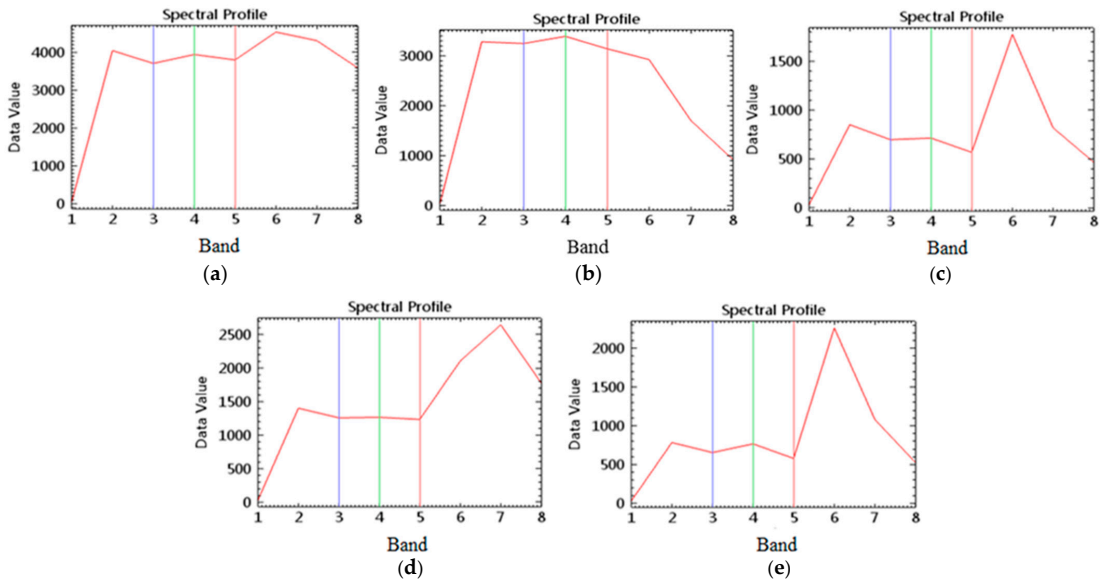 Spectral Profile
4000
3000
2000
1000
0
Data Value
1 2 3 4 5 6 7 8
Band
(a)
Spectral Profile
3000
2000
1000
0
Data Value
1 2 3 4 5 6 7 8
Band
(b)
Spectral Profile
1500
1000
500
0
Data Value
1 2 3 4 5 6 7 8
Band
(c)
Spectral Profile
2500
2000
1500
1000
500
0
Data Value
1 2 3 4 5 6 7 8
Band
(d)
Spectral Profile
2000
1500
1000
500
0
Data Value
1 2 3 4 5 6 7 8
Band
(e)